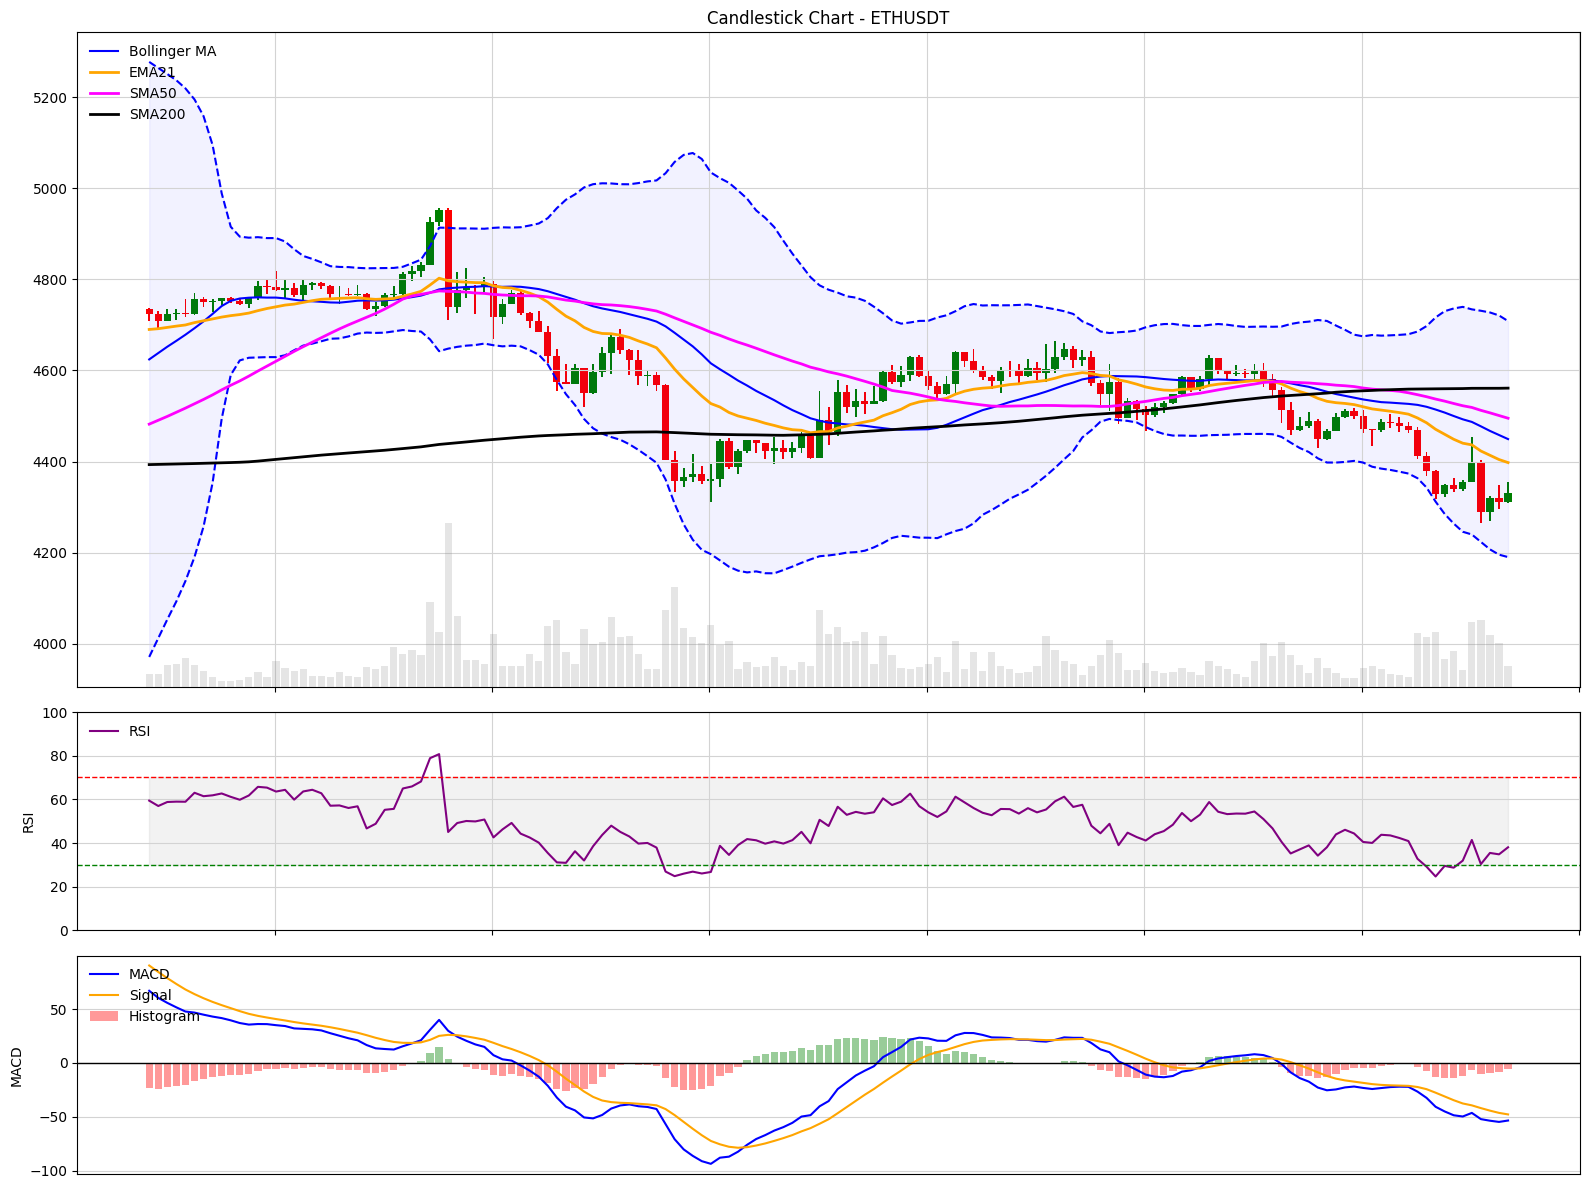 Candlestick Chart - ETHUSDT
Bollinger MA
EMA21
SMA50
SMA200
5200
5000
4800
4600
4400
4200
4000
RSI
100
80
60
40
20
0
RSI
MACD
Signal
Histogram
50
0
−50
−100
MACD